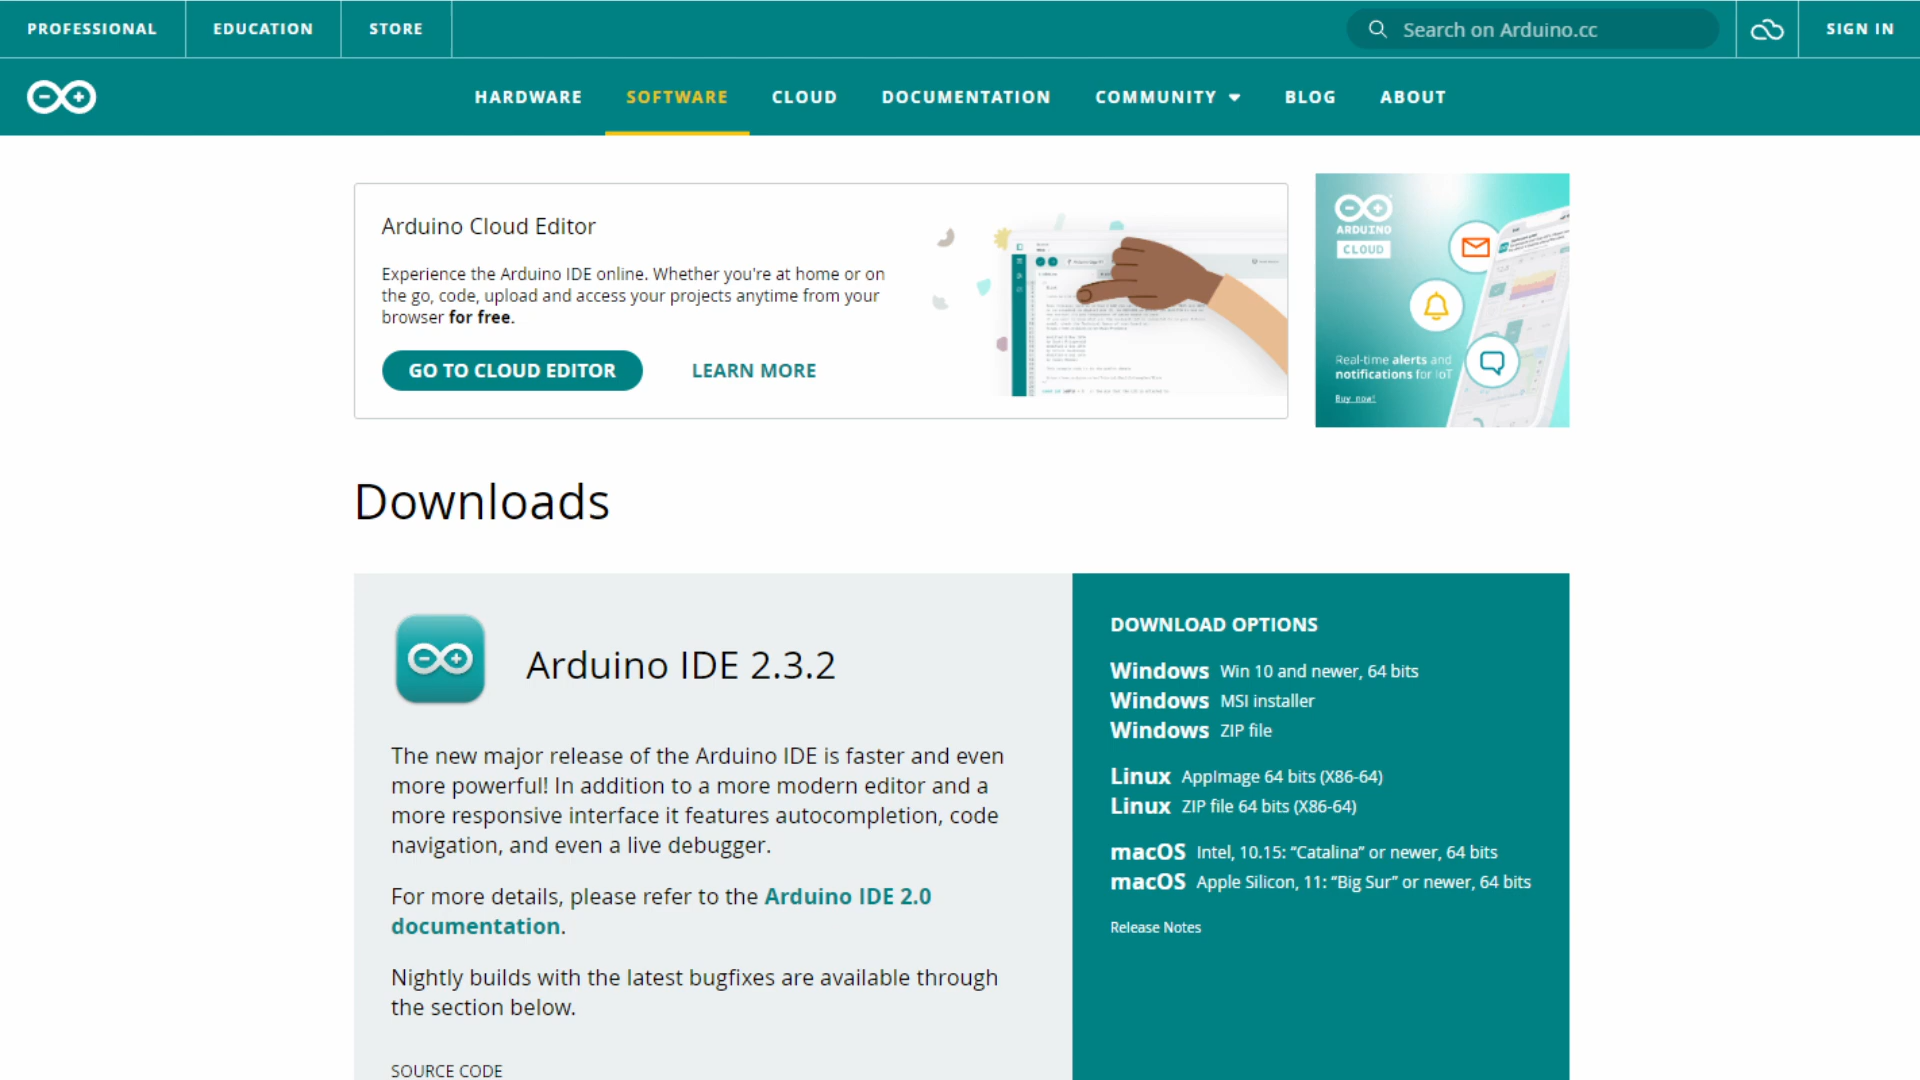 PROFESSIONAL
EDUCATION
STORE
Search on Arduino.cc
SIGN IN
HARDWARE
SOFTWARE
CLOUD
DOCUMENTATION
COMMUNITY
BLOG
ABOUT
Arduino Cloud Editor
Experience the Arduino IDE online. Whether you're at home or on
the go, code, upload and access your projects anytime from your
browser for free.
GO TO CLOUD EDITOR
LEARN MORE
ARDUINO
CLOUD
Real-time alerts and
notifications for IoT
Buy now!
Downloads
Arduino IDE 2.3.2
The new major release of the Arduino IDE is faster and even
more powerful! In addition to a more modern editor and a
more responsive interface it features autocompletion, code
navigation, and even a live debugger.
For more details, please refer to the Arduino IDE 2.0
documentation.
Nightly builds with the latest bugfixes are available through
the section below.
SOURCE CODE
DOWNLOAD OPTIONS
Windows Win 10 and newer, 64 bits
Windows MSI installer
Windows ZIP file
Linux AppImage 64 bits (X86-64)
Linux ZIP file 64 bits (X86-64)
macOS Intel, 10.15: “Catalina” or newer, 64 bits
macOS Apple Silicon, 11: “Big Sur” or newer, 64 bits
Release Notes